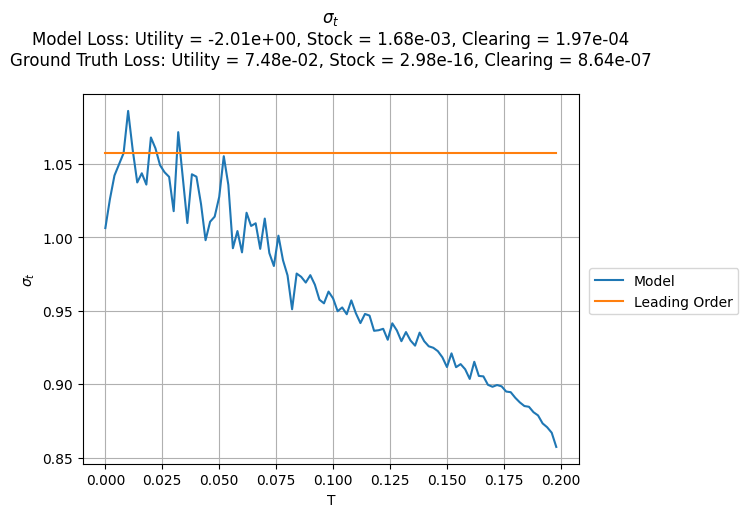 σt
Model Loss: Utility = -2.01e+00, Stock = 1.68e-03, Clearing = 1.97e-04
Ground Truth Loss: Utility = 7.48e-02, Stock = 2.98e-16, Clearing = 8.64e-07
1.05
1.00
0.95
0.90
0.85
σt
0.000 0.025 0.050 0.075 0.100 0.125 0.150 0.175 0.200
T
Model
Leading Order